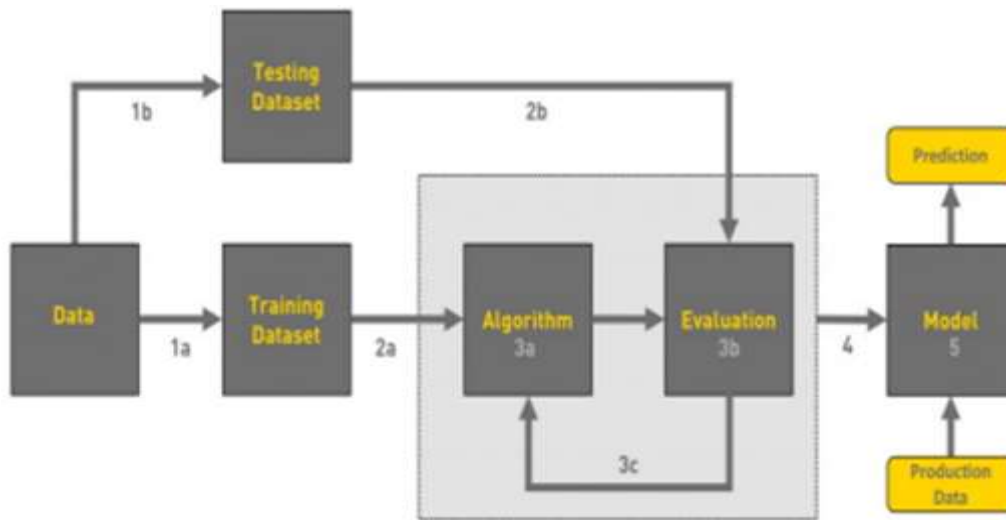 Testing
Dataset
1b
2b
Prediction
Data
1a
Training
Dataset
2a
Algorithm
3a
Evaluation
3b
4
Model
5
3c
Production
Data